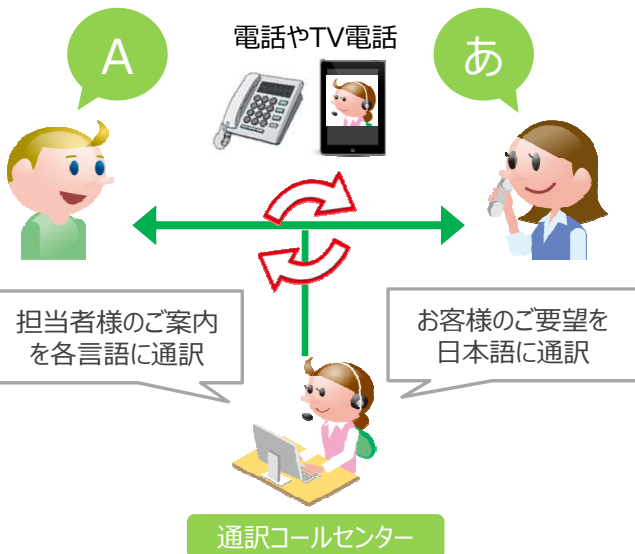 電話やTV電話
A
あ
担当者様のご案内
を各言語に通訳
お客様のご要望を
日本語に通訳
通訳コールセンター